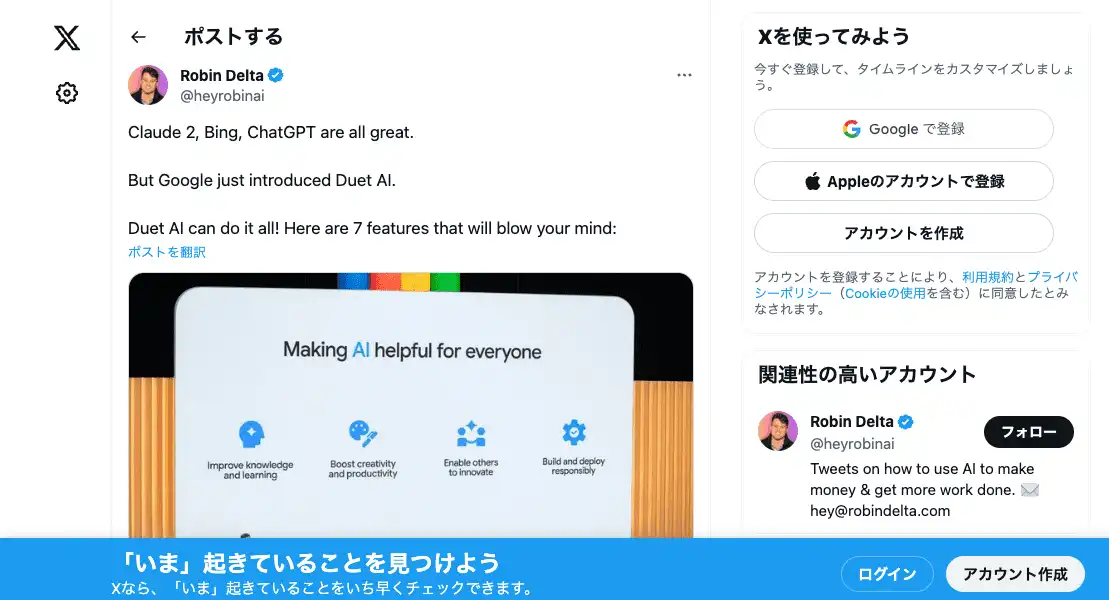 ポストする
Robin Delta
@heyrobinai
Claude 2, Bing, ChatGPT are all great.
But Google just introduced Duet AI.
Duet AI can do it all! Here are 7 features that will blow your mind:
ポストを翻訳
Making AI helpful for everyone
Improve knowledge
and learning
Boost creativity
and productivity
Enable others
to innovate
Build and deploy
responsibly
Xを使ってみよう
今すぐ登録して、タイムラインをカスタマイズしましょ
う。
Google で登録
Appleのアカウントで登録
アカウントを作成
アカウントを登録することにより、利用規約とプライバ
シーポリシー（Cookieの使用を含む）に同意したとみ
なされます。
関連性の高いアカウント
Robin Delta
@heyrobinai
フォロー
Tweets on how to use AI to make
money & get more work done. ✉️
hey@robindelta.com
「いま」起きていることを見つけよう
Xなら、「いま」起きていることをいち早くチェックできます。
ログイン
アカウント作成